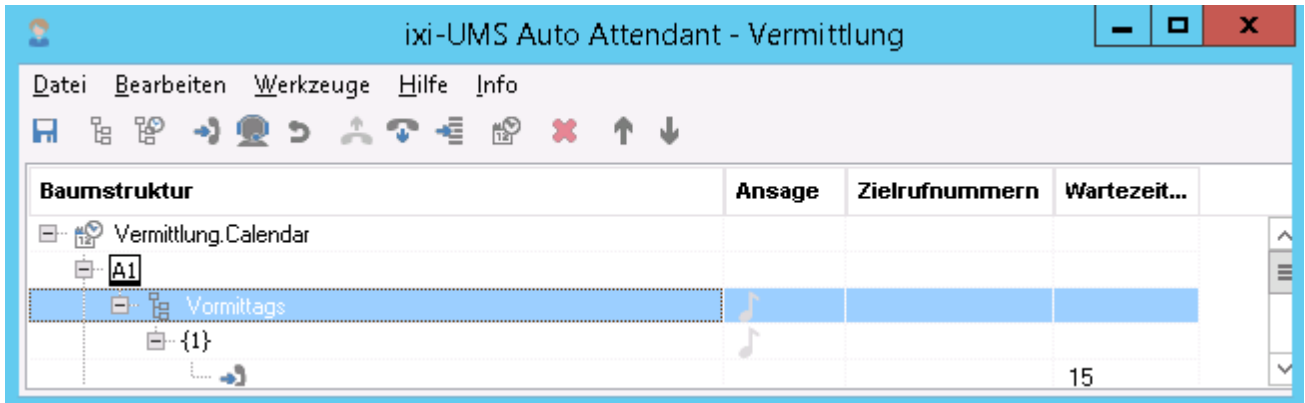 ixi-UMS Auto Attendant - Vermittlung
Datei Bearbeiten Werkzeuge Hilfe Info
Baumstruktur Ansage Zielrufnummern Wartezeit...
Vermittlung.Calendar
A1
Vormittags
{1}
15